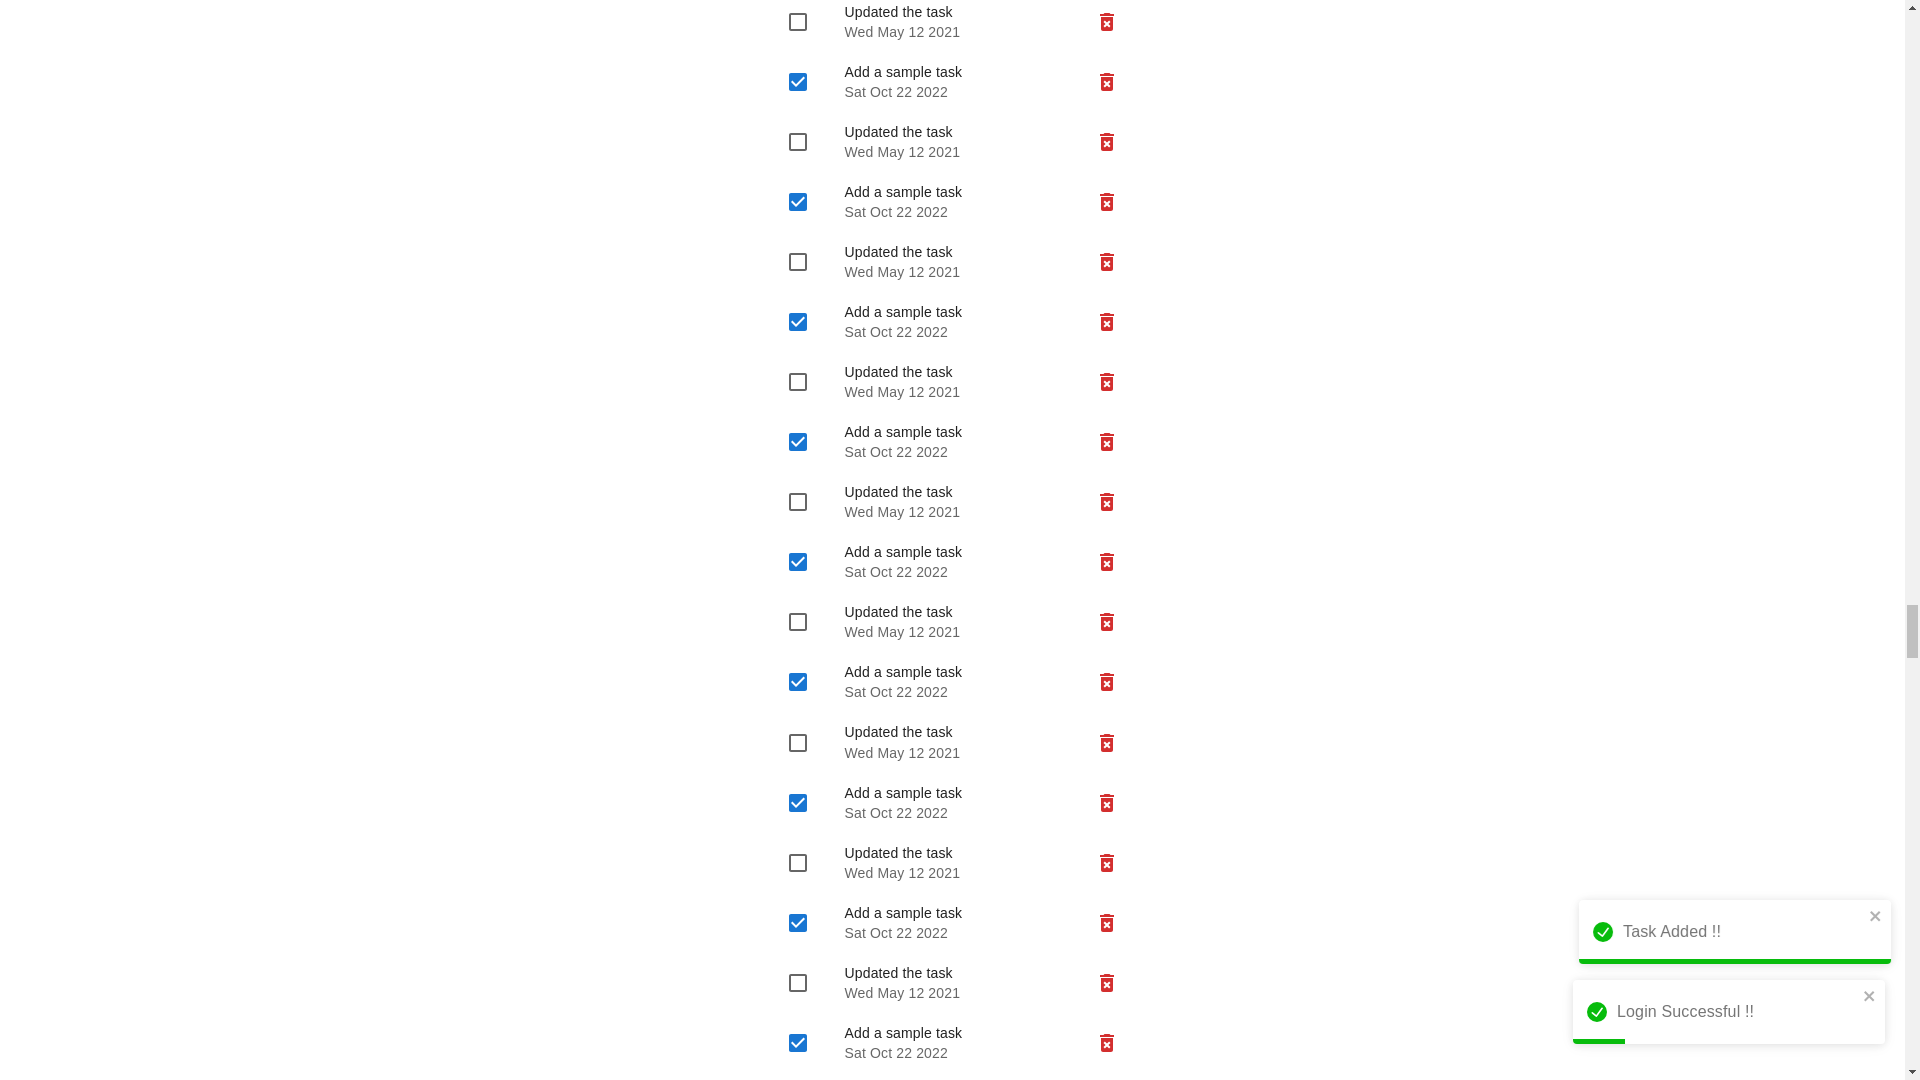 Updated the task
Wed May 12 2021
Add a sample task
Sat Oct 22 2022
Updated the task
Wed May 12 2021
Add a sample task
Sat Oct 22 2022
Updated the task
Wed May 12 2021
Add a sample task
Sat Oct 22 2022
Updated the task
Wed May 12 2021
Add a sample task
Sat Oct 22 2022
Updated the task
Wed May 12 2021
Add a sample task
Sat Oct 22 2022
Updated the task
Wed May 12 2021
Add a sample task
Sat Oct 22 2022
Updated the task
Wed May 12 2021
Add a sample task
Sat Oct 22 2022
Updated the task
Wed May 12 2021
Add a sample task
Sat Oct 22 2022
Updated the task
Wed May 12 2021
Add a sample task
Sat Oct 22 2022
Task Added !!
Login Successful !!